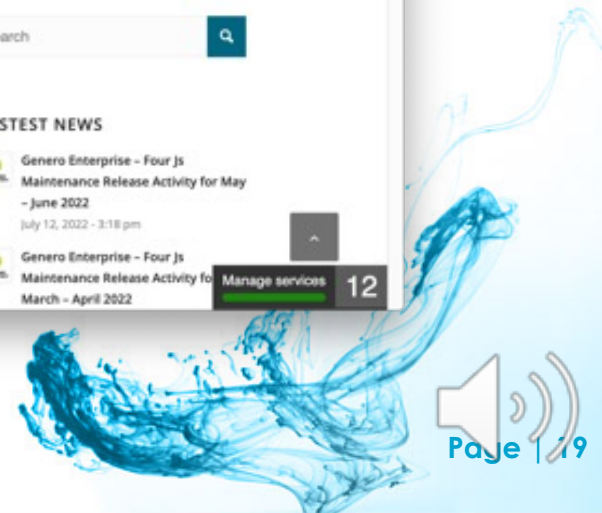 arch
STEST NEWS
Genero Enterprise – Four Js
Maintenance Release Activity for May
– June 2022
July 12, 2022 - 3:18 pm
Genero Enterprise – Four Js
Maintenance Release Activity fo
March – April 2022
Manage services 12
Page | 19